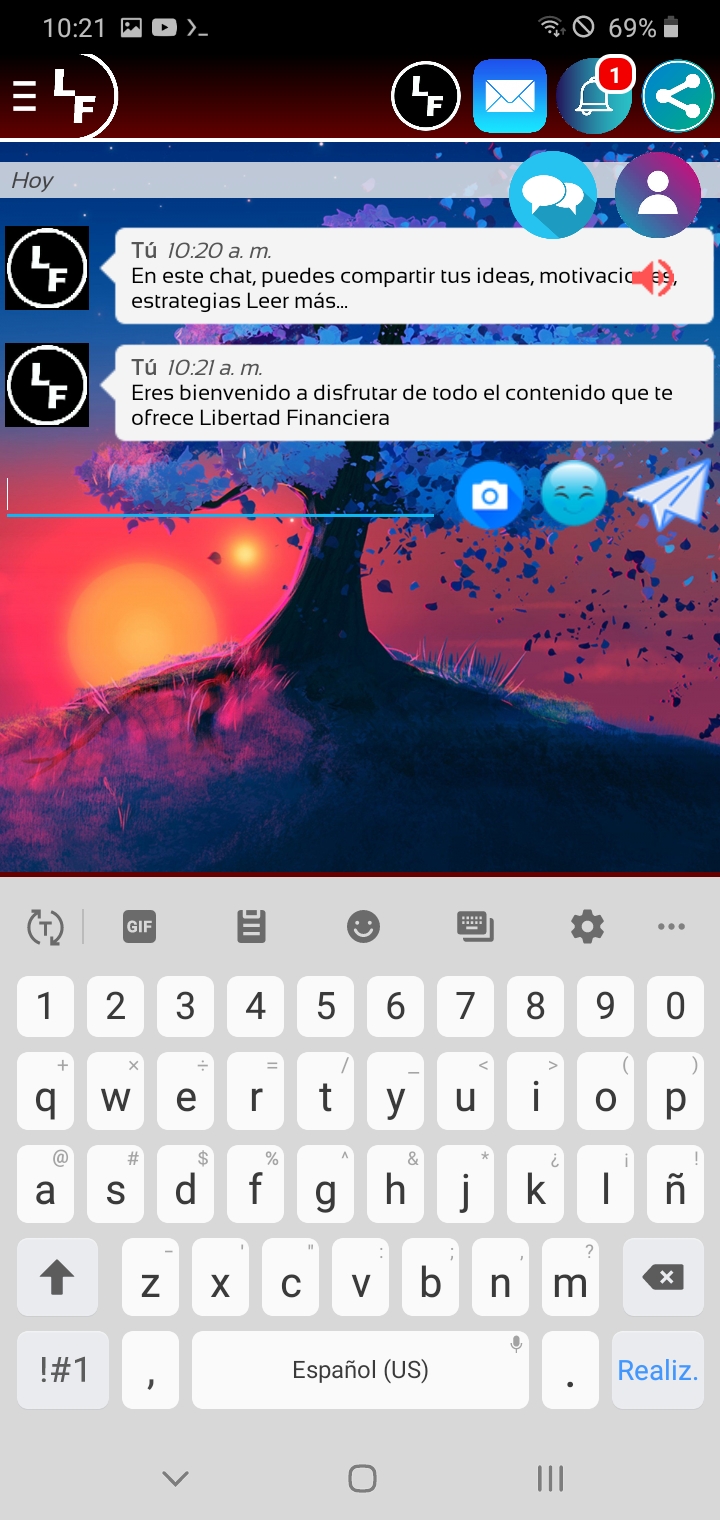 10:21 69%
LF LF 1
Hoy
LF
Tú 10:20 a. m.
En este chat, puedes compartir tus ideas,
estrategias Leer más...
LF
Tú 10:21 a. m.
Eres bienvenido a disfrutar de todo el contenido que te
ofrece Libertad Financiera
T GIF
1 2 3 4 5 6 7 8 9 0
+ × ÷ = / _ < > ( )
q w e r t y u i o p
@ # $ % ^ & * ¿ ¡ !
a s d f g h j k l ñ
- ' " : ; , ?
z x c v b n m
!#1 , Español (US) . Realiz.